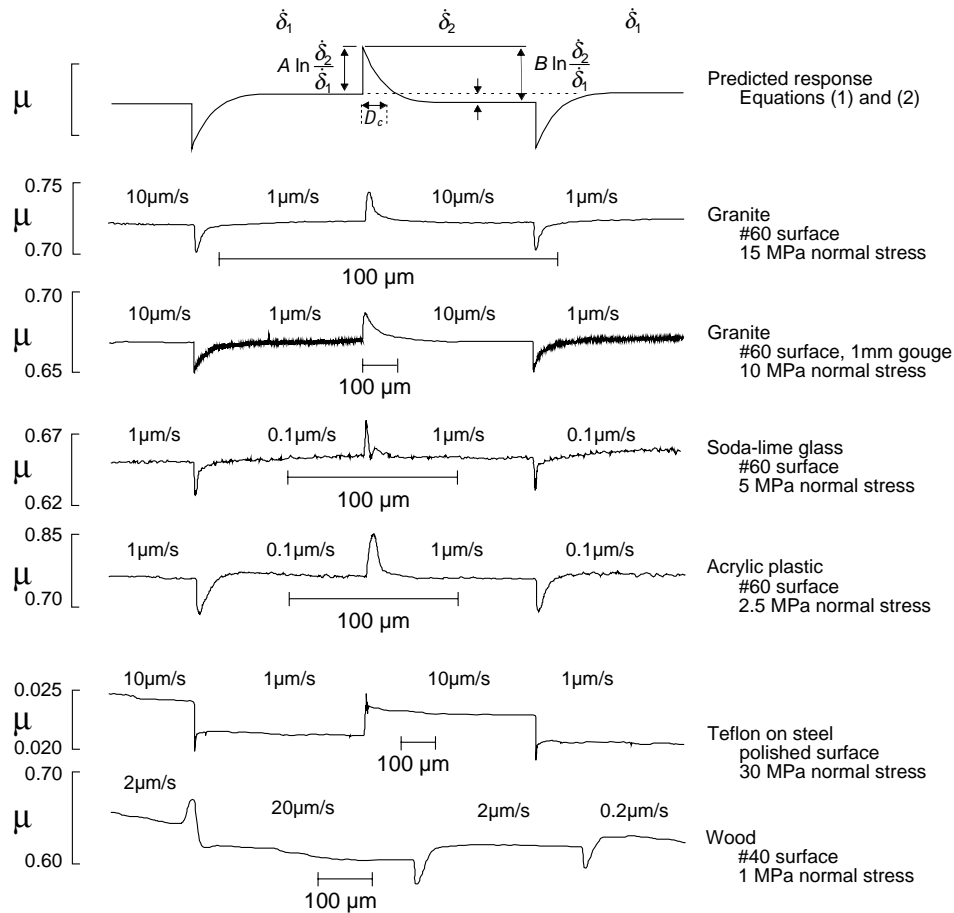 δ̇₁ δ̇₂ δ̇₁
A ln δ̇₂/δ̇₁
B ln δ̇₂/δ̇₁
D_c
μ
Predicted response
Equations (1) and (2)
0.75
μ
0.70
10μm/s 1μm/s 10μm/s 1μm/s
100 μm
Granite
#60 surface
15 MPa normal stress
0.70
μ
0.65
10μm/s 1μm/s 10μm/s 1μm/s
100 μm
Granite
#60 surface, 1mm gouge
10 MPa normal stress
0.67
μ
0.62
1μm/s 0.1μm/s 1μm/s 0.1μm/s
100 μm
Soda-lime glass
#60 surface
5 MPa normal stress
0.85
μ
0.70
1μm/s 0.1μm/s 1μm/s 0.1μm/s
100 μm
Acrylic plastic
#60 surface
2.5 MPa normal stress
0.025
μ
0.020
10μm/s 1μm/s 10μm/s 1μm/s
100 μm
Teflon on steel
polished surface
30 MPa normal stress
0.70
μ
0.60
2μm/s 20μm/s 2μm/s 0.2μm/s
100 μm
Wood
#40 surface
1 MPa normal stress